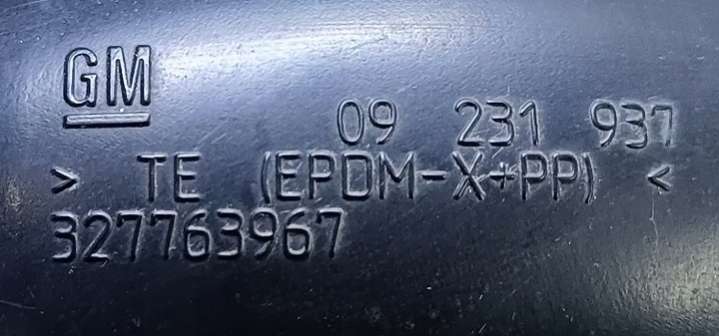 GM
09 231 937
> TE (EPDM-X+PP) <
327763967